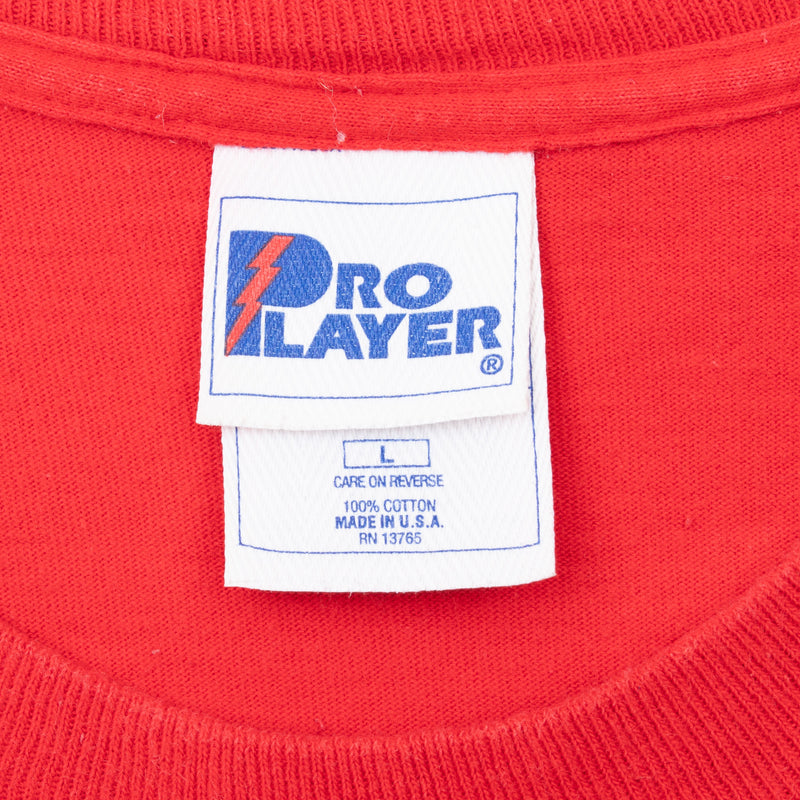 PRO
PLAYER®
L
CARE ON REVERSE
100% COTTON
MADE IN U.S.A.
RN 13765